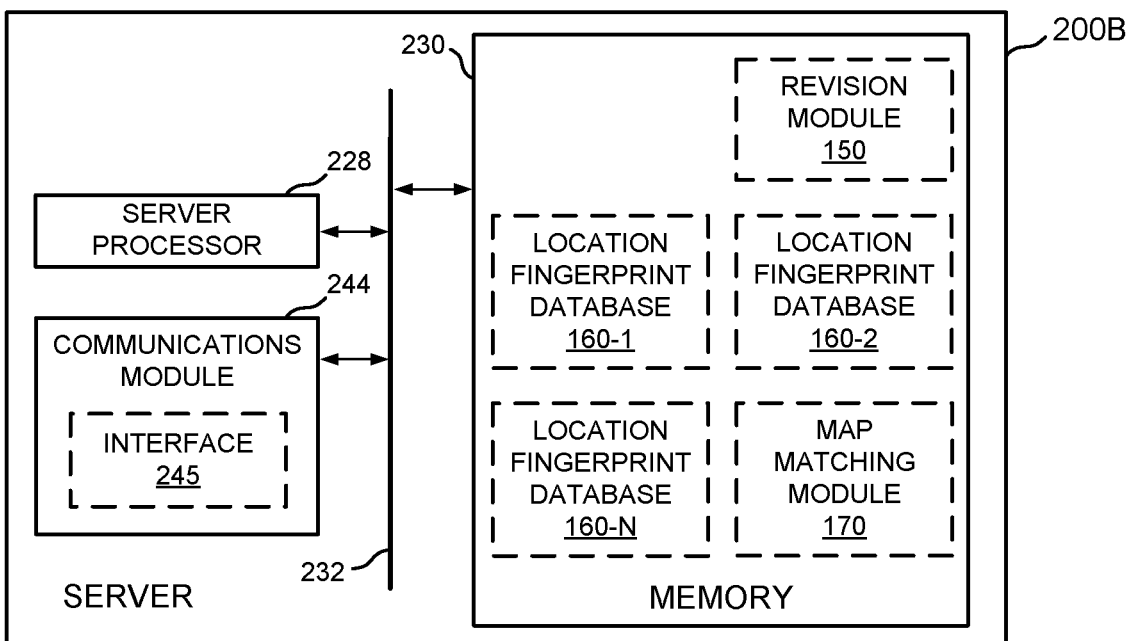 200B
230
REVISION
MODULE
150
228
SERVER
PROCESSOR
LOCATION
FINGERPRINT
DATABASE
160-1
LOCATION
FINGERPRINT
DATABASE
160-2
244
COMMUNICATIONS
MODULE
INTERFACE
245
LOCATION
FINGERPRINT
DATABASE
160-N
MAP
MATCHING
MODULE
170
232
SERVER
MEMORY